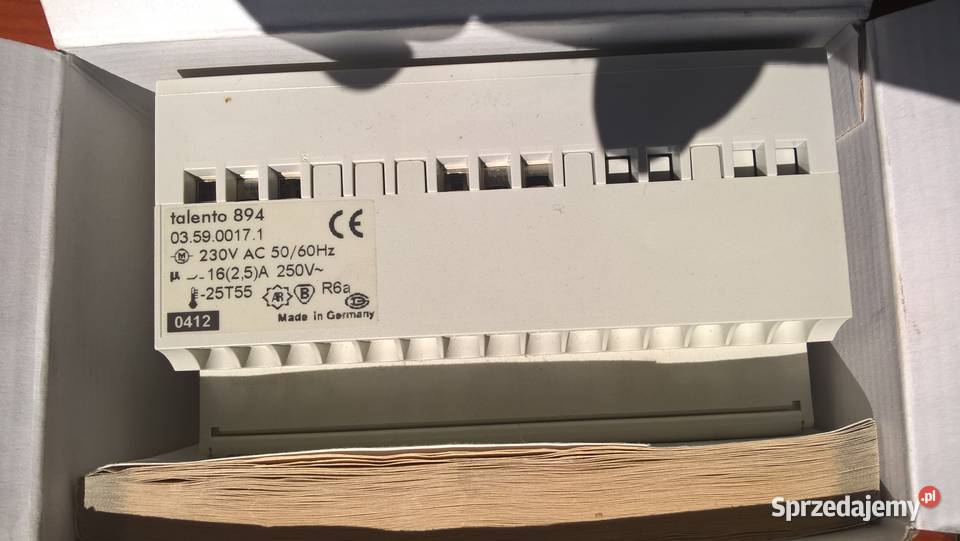 talento 894
03.59.0017.1
230V AC 50/60Hz
µ 16(2,5)A 250V~
-25T55 B R6a
0412 Made in Germany
CE
Sprzedajemy.pl